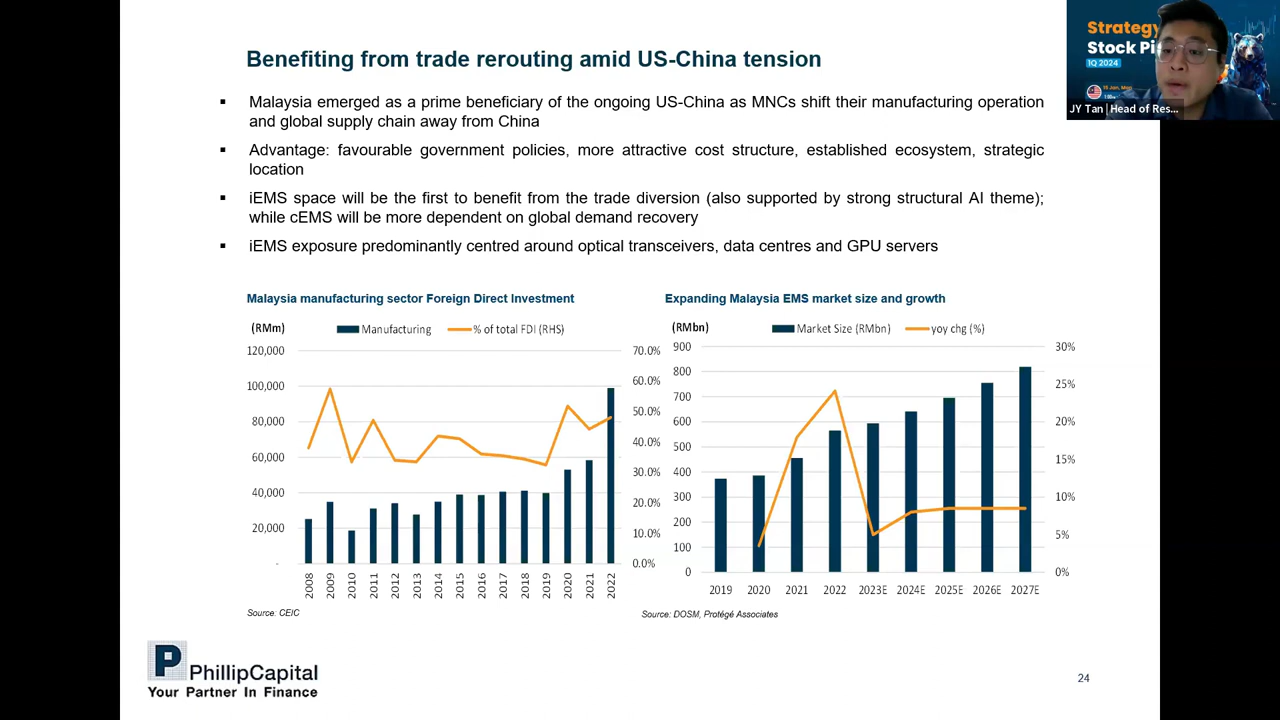 Benefiting from trade rerouting amid US-China tension
▪ Malaysia emerged as a prime beneficiary of the ongoing US-China as MNCs shift their manufacturing operation
and global supply chain away from China
▪ Advantage: favourable government policies, more attractive cost structure, established ecosystem, strategic
location
▪ iEMS space will be the first to benefit from the trade diversion (also supported by strong structural AI theme);
while cEMS will be more dependent on global demand recovery
▪ iEMS exposure predominantly centred around optical transceivers, data centres and GPU servers
Malaysia manufacturing sector Foreign Direct Investment
(RMm)
Manufacturing
% of total FDI (RHS)
120,000
100,000
80,000
60,000
40,000
20,000
-
70.0%
60.0%
50.0%
40.0%
30.0%
20.0%
10.0%
0.0%
2008 2009 2010 2011 2012 2013 2014 2015 2016 2017 2018 2019 2020 2021 2022
Source: CEIC
Expanding Malaysia EMS market size and growth
(RMbn)
Market Size (RMbn)
yoy chg (%)
900
800
700
600
500
400
300
200
100
0
30%
25%
20%
15%
10%
5%
0%
2019 2020 2021 2022 2023E 2024E 2025E 2026E 2027E
Source: DOSM, Protégé Associates
P PhillipCapital
Your Partner In Finance
24
Strategy
Stock Pi
1Q 2024
15 Jan, Mon
JY Tan | Head of Res...